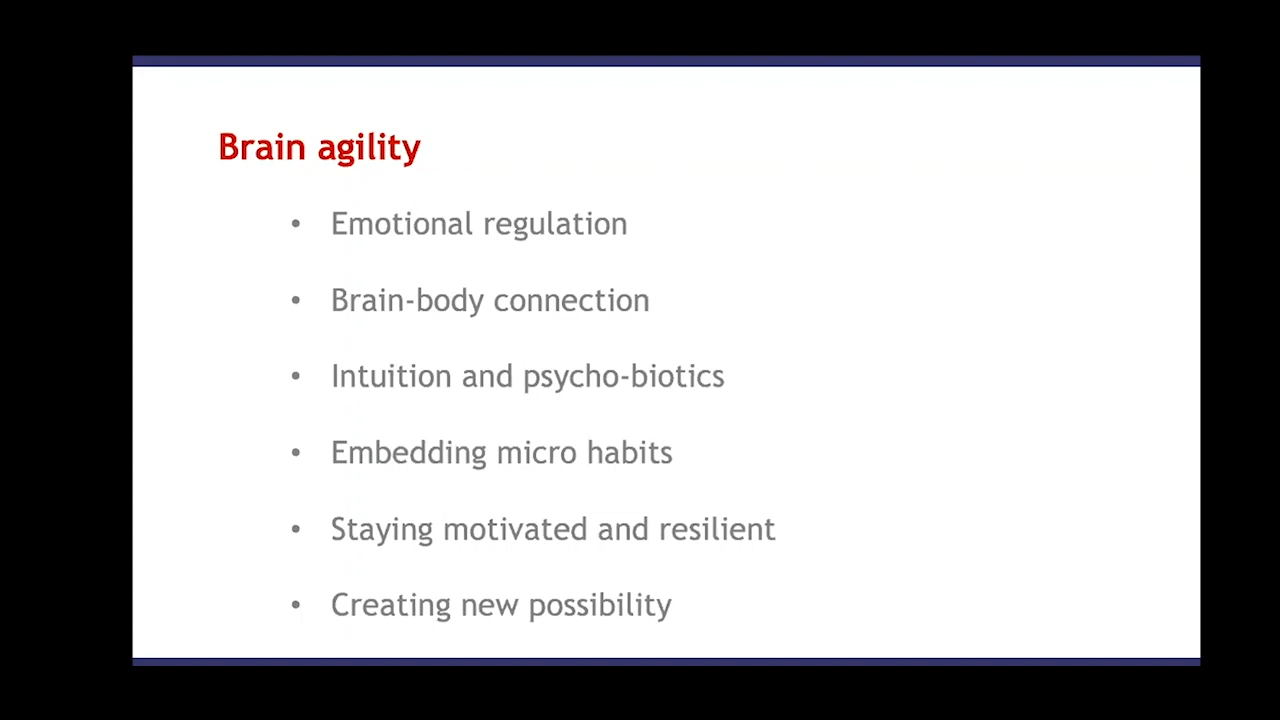 Brain agility
• Emotional regulation
• Brain-body connection
• Intuition and psycho-biotics
• Embedding micro habits
• Staying motivated and resilient
• Creating new possibility